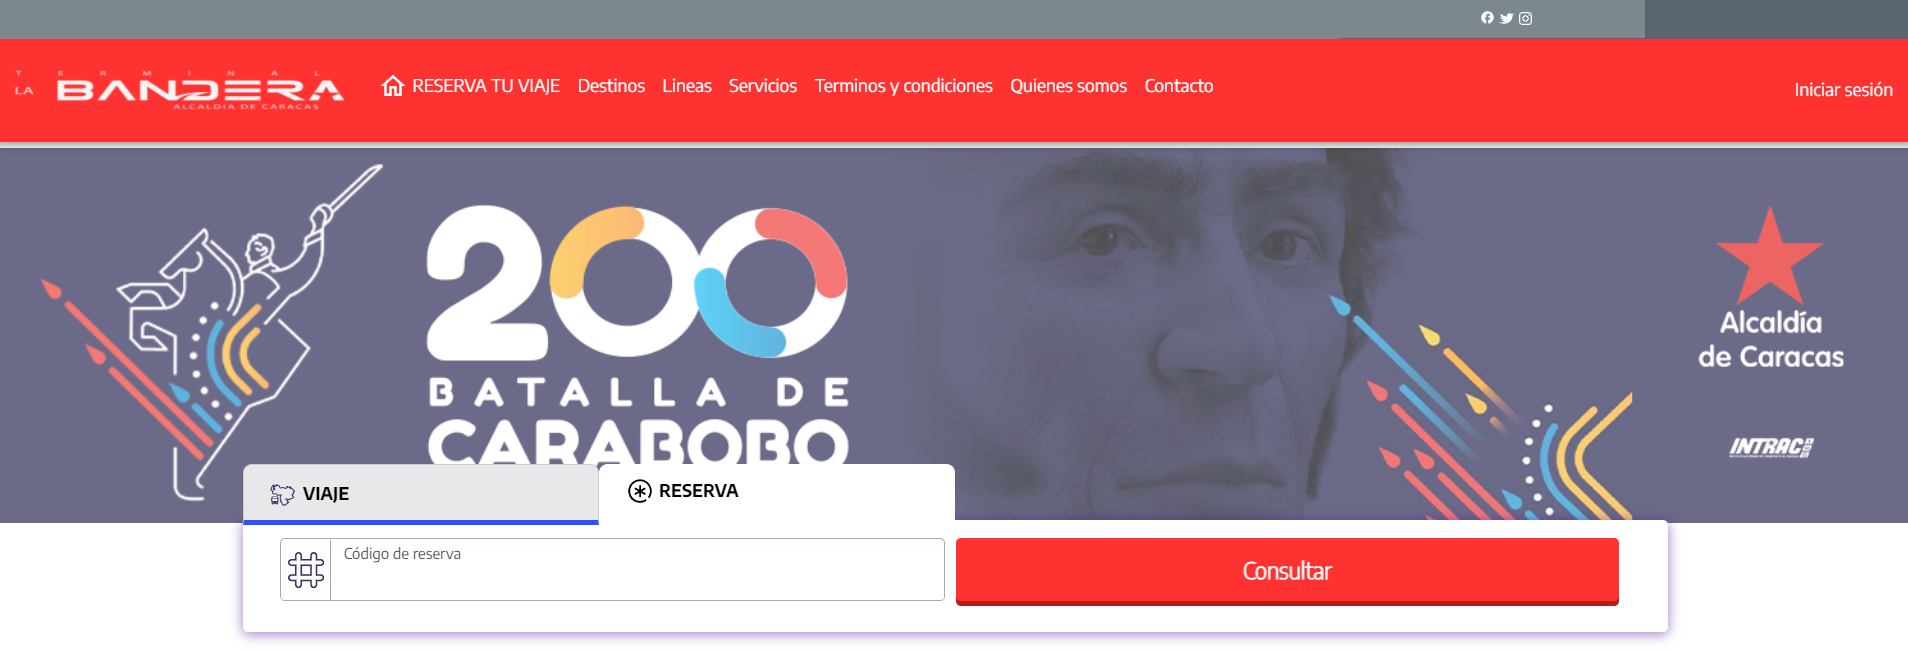 TERMINAL
LA BANDERA
ALCALDIA DE CARACAS
RESERVA TU VIAJE Destinos Lineas Servicios Terminos y condiciones Quienes somos Contacto
Iniciar sesión
200
BATALLA DE
CARABOBO
Alcaldía
de Caracas
INTRAC
VIAJE
RESERVA
Código de reserva
Consultar